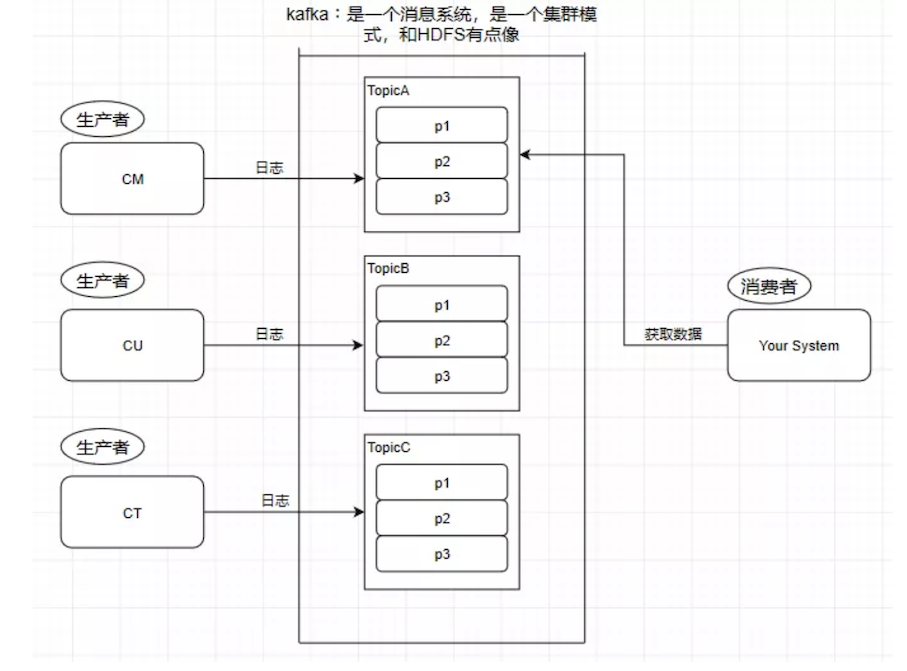 kafka：是一个消息系统，是一个集群模
式，和HDFS有点像
TopicA
生产者
p1
p2
日志
CM
p3
TopicB
生产者
消费者
p1
日志
获取数据
CU
p2
Your System
p3
生产者
TopicC
p1
日志
CT
p2
p3